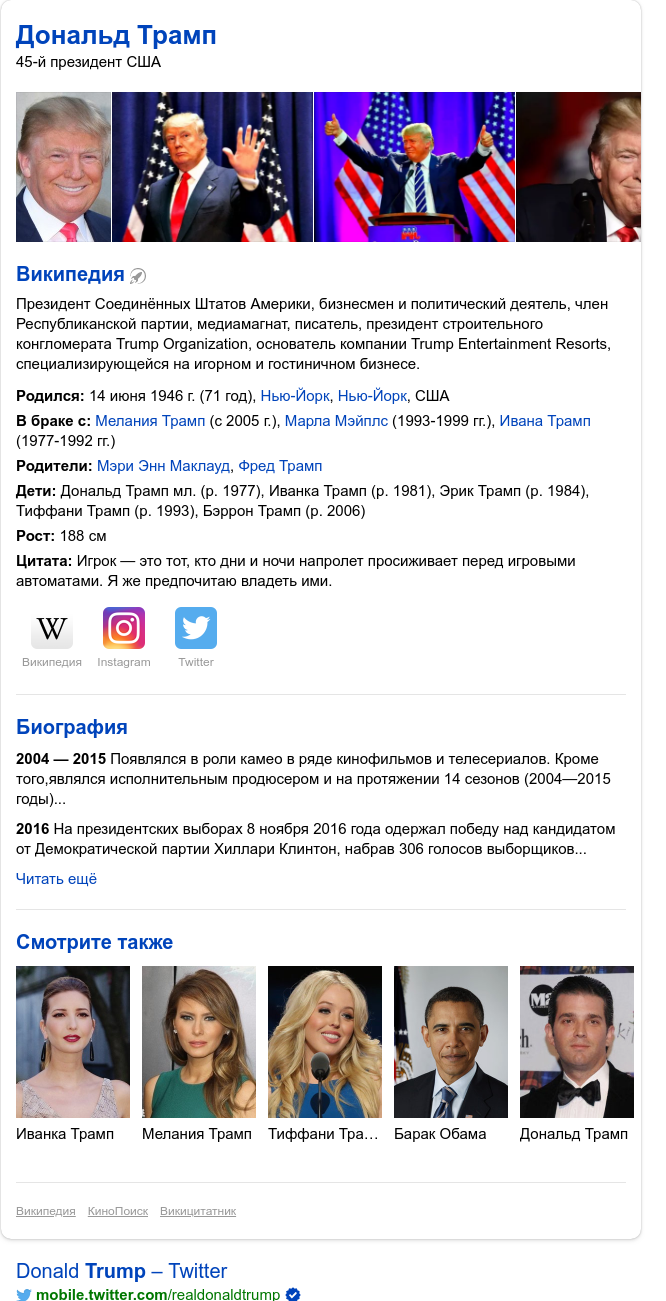 Дональд Трамп
45-й президент США
Википедия
Президент Соединённых Штатов Америки, бизнесмен и политический деятель, член
Республиканской партии, медиамагнат, писатель, президент строительного
конгломерата Trump Organization, основатель компании Trump Entertainment Resorts,
специализирующейся на игорном и гостиничном бизнесе.
Родился: 14 июня 1946 г. (71 год), Нью-Йорк, Нью-Йорк, США
В браке с: Мелания Трамп (с 2005 г.), Марла Мэйплс (1993-1999 гг.), Ивана Трамп
(1977-1992 гг.)
Родители: Мэри Энн Маклауд, Фред Трамп
Дети: Дональд Трамп мл. (р. 1977), Иванка Трамп (р. 1981), Эрик Трамп (р. 1984),
Тиффани Трамп (р. 1993), Бэррон Трамп (р. 2006)
Рост: 188 см
Цитата: Игрок — это тот, кто дни и ночи напролет просиживает перед игровыми
автоматами. Я же предпочитаю владеть ими.
W
Википедия Instagram Twitter
Биография
2004 — 2015 Появлялся в роли камео в ряде кинофильмов и телесериалов. Кроме
того,являлся исполнительным продюсером и на протяжении 14 сезонов (2004—2015
годы)...
2016 На президентских выборах 8 ноября 2016 года одержал победу над кандидатом
от Демократической партии Хиллари Клинтон, набрав 306 голосов выборщиков...
Читать ещё
Смотрите также
Иванка Трамп Мелания Трамп Тиффани Тра... Барак Обама Дональд Трамп
Википедия КиноПоиск Викицитатник
Donald Trump – Twitter
mobile.twitter.com/realdonaldtrump